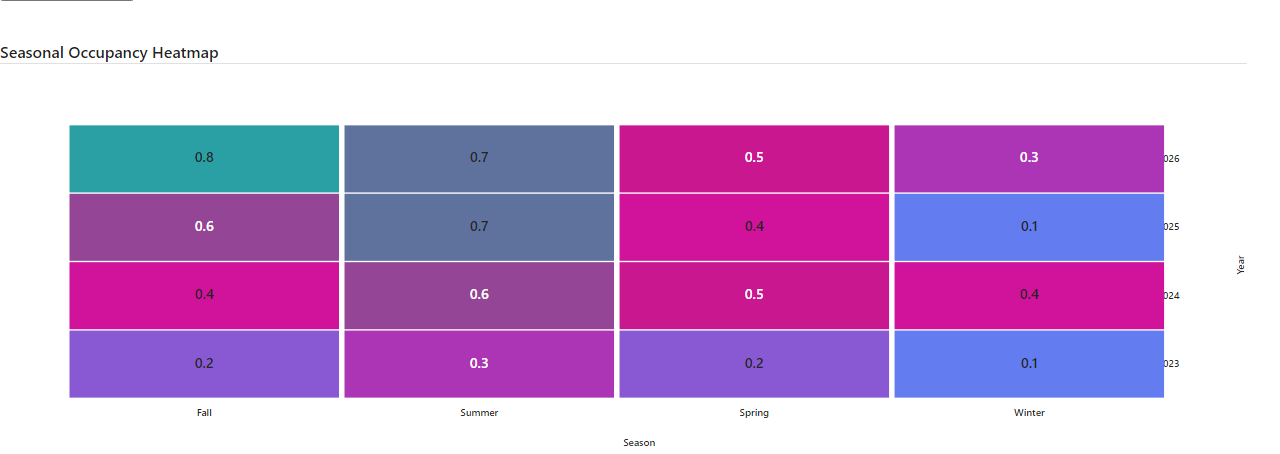 Seasonal Occupancy Heatmap
0.8 0.7 0.5 0.3 026
0.6 0.7 0.4 0.1 025
Year
0.4 0.6 0.5 0.4 024
0.2 0.3 0.2 0.1 023
Fall Summer Spring Winter
Season